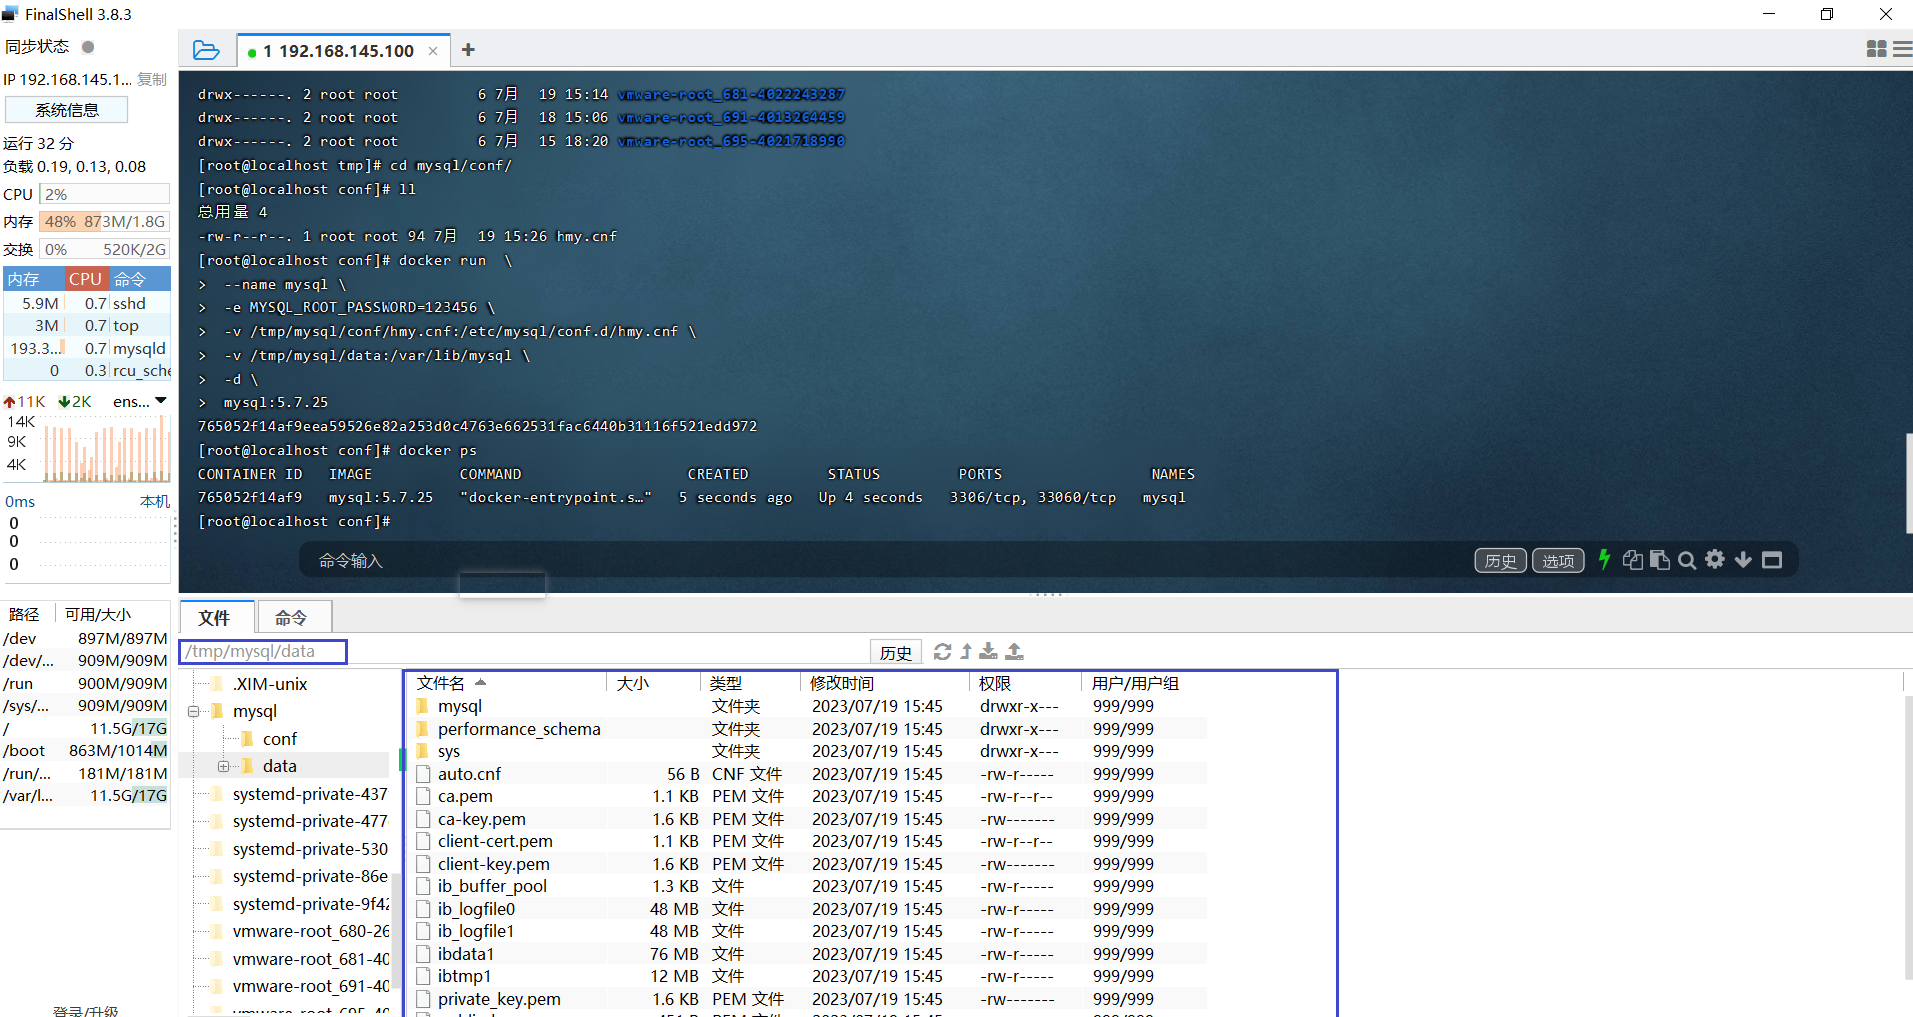 FinalShell 3.8.3
同步状态
IP 192.168.145.1... 复制
系统信息
运行 32 分
负载 0.19, 0.13, 0.08
CPU 2%
内存 48% 873M/1.8G
交换 0% 520K/2G
内存 CPU 命令
5.9M 0.7 sshd
3M 0.7 top
193.3... 0.7 mysqld
0 0.3 rcu_sche
11K 2K ens...
14K
9K
4K
0ms 本机
0
0
0
路径 可用/大小
/dev 897M/897M
/dev/... 909M/909M
/run 900M/909M
/sys/... 909M/909M
/ 11.5G/17G
/boot 863M/1014M
/run/... 181M/181M
/var/l... 11.5G/17G
登录/升级
1 192.168.145.100
drwx------. 2 root root 6 7月 19 15:14 vmware-root_681-4022243287
drwx------. 2 root root 6 7月 18 15:06 vmware-root_691-4013264459
drwx------. 2 root root 6 7月 15 18:20 vmware-root_695-4021718990
[root@localhost tmp]# cd mysql/conf/
[root@localhost conf]# ll
总用量 4
-rw-r--r--. 1 root root 94 7月 19 15:26 hmy.cnf
[root@localhost conf]# docker run \
> --name mysql \
> -e MYSQL_ROOT_PASSWORD=123456 \
> -v /tmp/mysql/conf/hmy.cnf:/etc/mysql/conf.d/hmy.cnf \
> -v /tmp/mysql/data:/var/lib/mysql \
> -d \
> mysql:5.7.25
765052f14af9eea59526e82a253d0c4763e662531fac6440b31116f521edd972
[root@localhost conf]# docker ps
CONTAINER ID IMAGE COMMAND CREATED STATUS PORTS NAMES
765052f14af9 mysql:5.7.25 "docker-entrypoint.s…" 5 seconds ago Up 4 seconds 3306/tcp, 33060/tcp mysql
[root@localhost conf]#
命令输入 历史 选项
文件 命令
/tmp/mysql/data 历史
.XIM-unix
mysql
conf
data
systemd-private-437
systemd-private-477
systemd-private-530
systemd-private-86e
systemd-private-9f42
vmware-root_680-26
vmware-root_681-40
vmware-root_691-40
vmware-root_695-40
文件名 大小 类型 修改时间 权限 用户/用户组
mysql 文件夹 2023/07/19 15:45 drwxr-x--- 999/999
performance_schema 文件夹 2023/07/19 15:45 drwxr-x--- 999/999
sys 文件夹 2023/07/19 15:45 drwxr-x--- 999/999
auto.cnf 56 B CNF 文件 2023/07/19 15:45 -rw-r----- 999/999
ca.pem 1.1 KB PEM 文件 2023/07/19 15:45 -rw-r--r-- 999/999
ca-key.pem 1.6 KB PEM 文件 2023/07/19 15:45 -rw------- 999/999
client-cert.pem 1.1 KB PEM 文件 2023/07/19 15:45 -rw-r--r-- 999/999
client-key.pem 1.6 KB PEM 文件 2023/07/19 15:45 -rw------- 999/999
ib_buffer_pool 1.3 KB 文件 2023/07/19 15:45 -rw-r----- 999/999
ib_logfile0 48 MB 文件 2023/07/19 15:45 -rw-r----- 999/999
ib_logfile1 48 MB 文件 2023/07/19 15:45 -rw-r----- 999/999
ibdata1 76 MB 文件 2023/07/19 15:45 -rw-r----- 999/999
ibtmp1 12 MB 文件 2023/07/19 15:45 -rw-r----- 999/999
private_key.pem 1.6 KB PEM 文件 2023/07/19 15:45 -rw------- 999/999